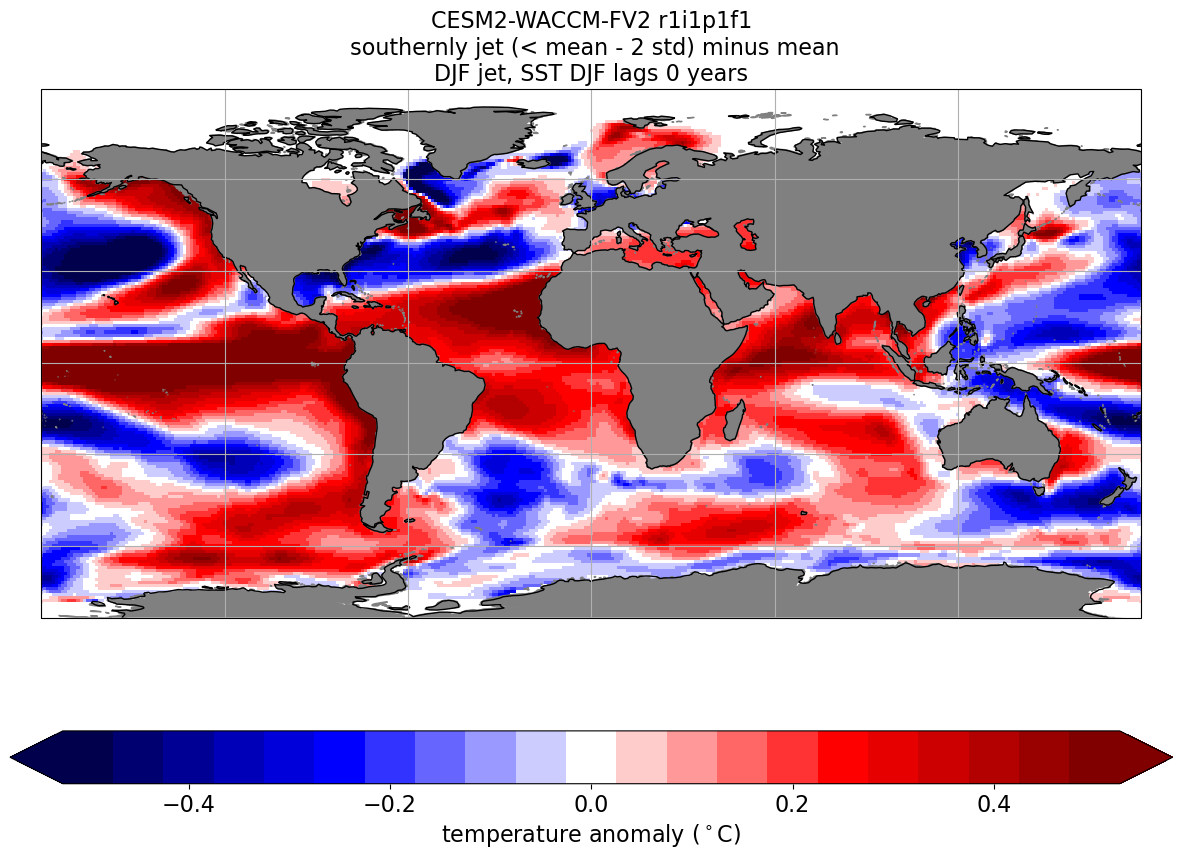 CESM2-WACCM-FV2 r1i1p1f1
southernly jet (< mean - 2 std) minus mean
DJF jet, SST DJF lags 0 years
−0.4 −0.2 0.0 0.2 0.4
temperature anomaly (°C)